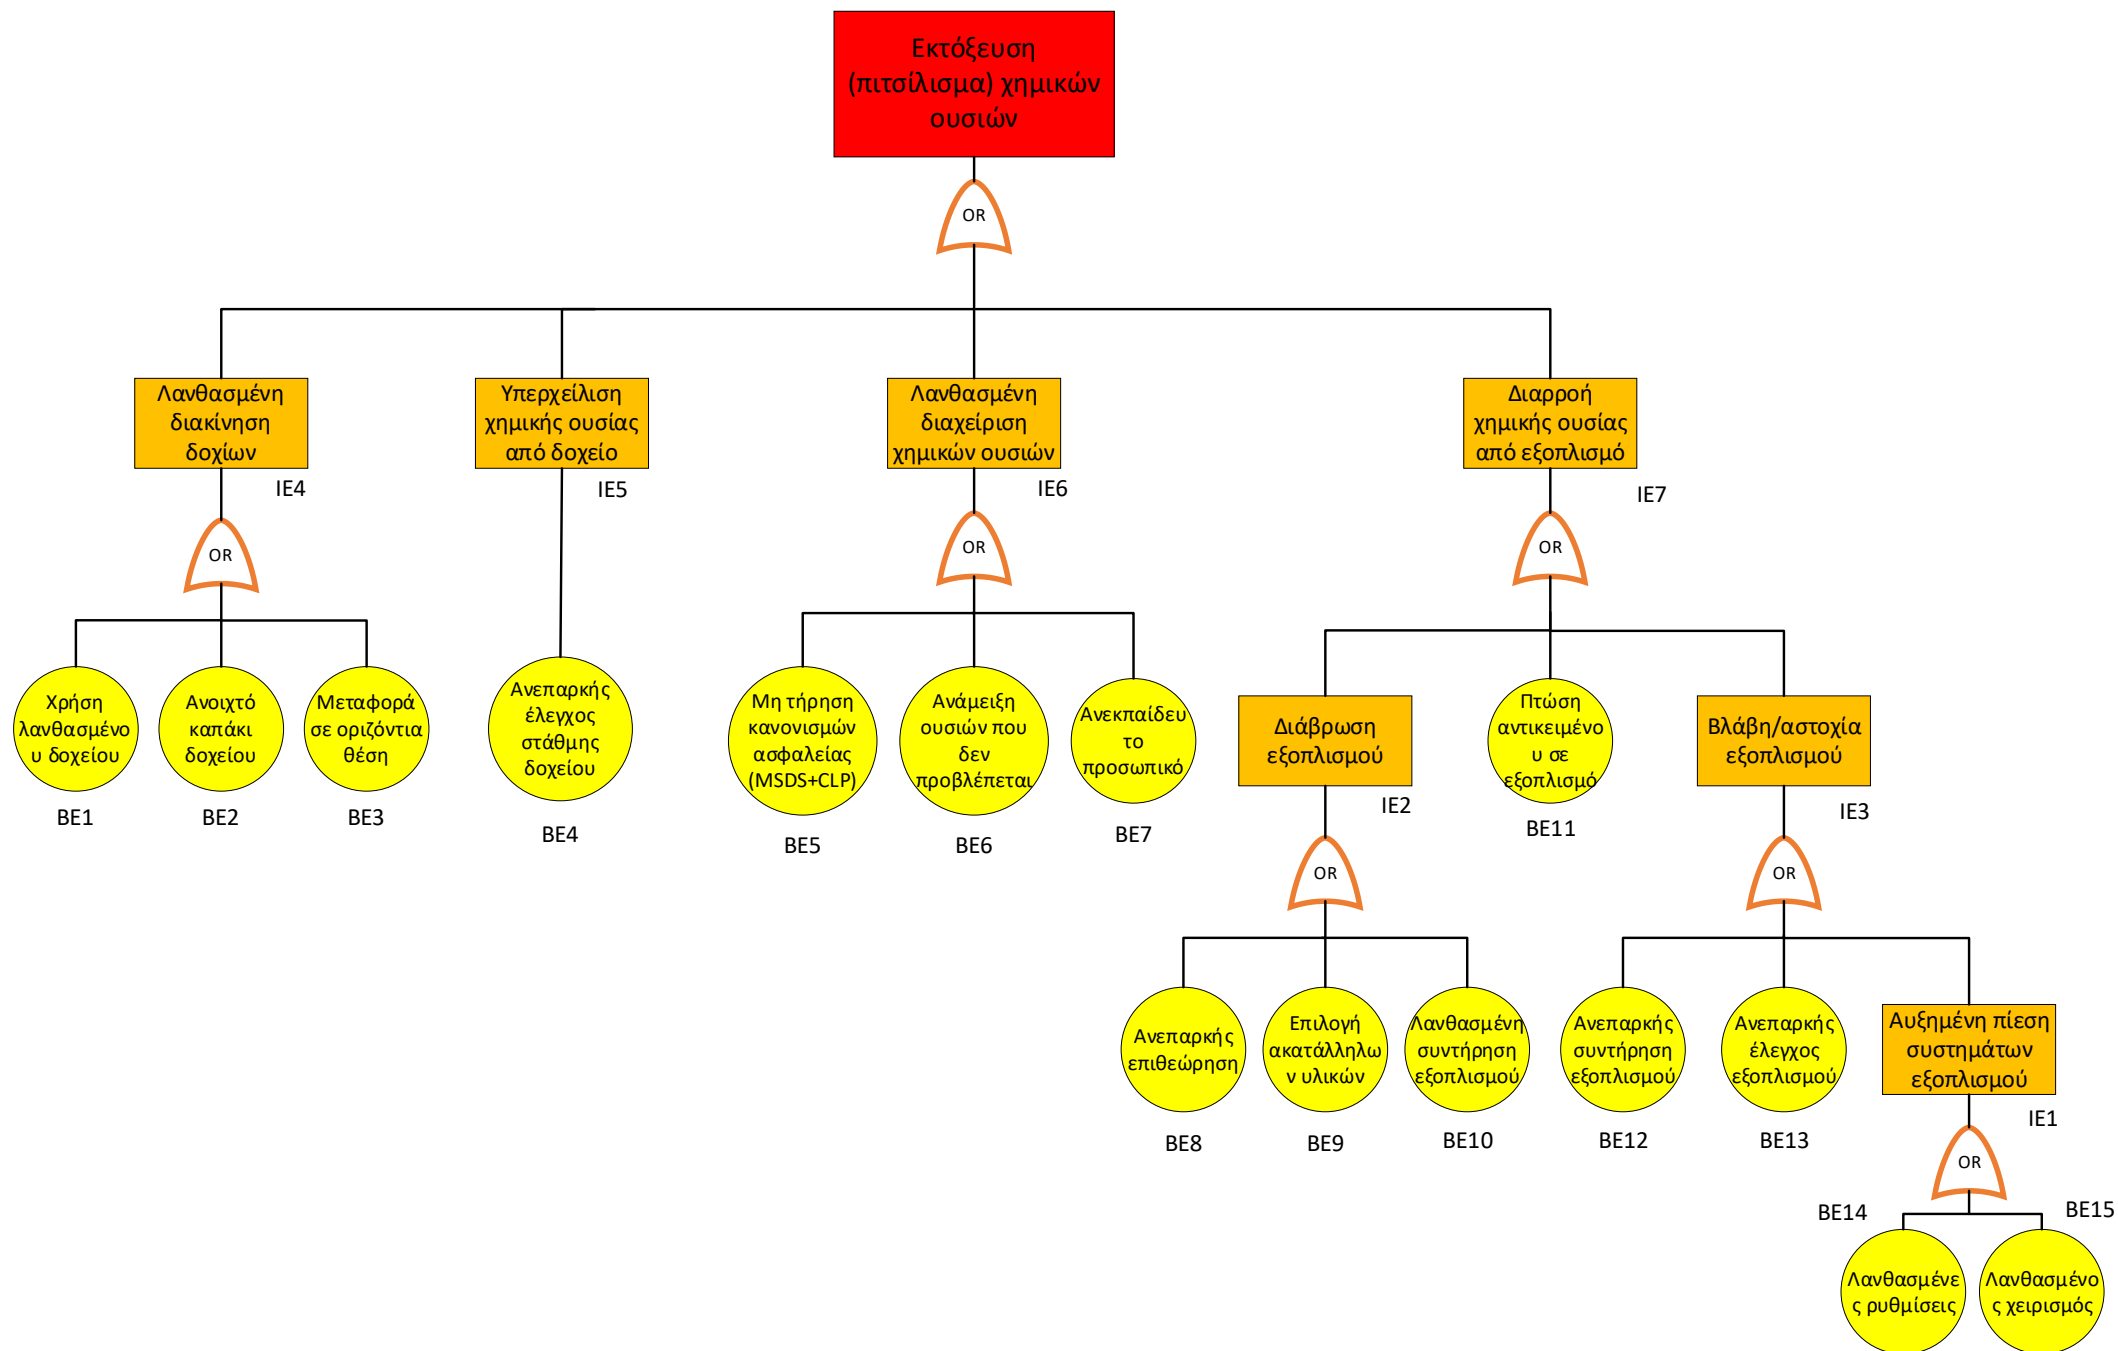 Εκτόξευση
(πιτσίλισμα) χημικών
ουσιών
OR
Λανθασμένη
διακίνηση
δοχίων
IE4
Υπερχείλιση
χημικής ουσίας
από δοχείο
IE5
Λανθασμένη
διαχείριση
χημικών ουσιών
IE6
Διαρροή
χημικής ουσίας
από εξοπλισμό
IE7
OR
OR
OR
Χρήση
λανθασμένο
υ δοχείου
BE1
Ανοιχτό
καπάκι
δοχείου
BE2
Μεταφορά
σε οριζόντια
θέση
BE3
Ανεπαρκής
έλεγχος
στάθμης
δοχείου
BE4
Μη τήρηση
κανονισμών
ασφαλείας
(MSDS+CLP)
BE5
Ανάμειξη
ουσιών που
δεν
προβλέπεται
BE6
Ανεκπαίδευ
το
προσωπικό
BE7
Διάβρωση
εξοπλισμού
IE2
Πτώση
αντικειμένο
υ σε
εξοπλισμό
BE11
Βλάβη/αστοχία
εξοπλισμού
IE3
OR
OR
Ανεπαρκής
επιθεώρηση
BE8
Επιλογή
ακατάλληλω
ν υλικών
BE9
Λανθασμένη
συντήρηση
εξοπλισμού
BE10
Ανεπαρκής
συντήρηση
εξοπλισμού
BE12
Ανεπαρκής
έλεγχος
εξοπλισμού
BE13
Αυξημένη πίεση
συστημάτων
εξοπλισμού
IE1
OR
BE14
BE15
Λανθασμένε
ς ρυθμίσεις
Λανθασμένο
ς χειρισμός